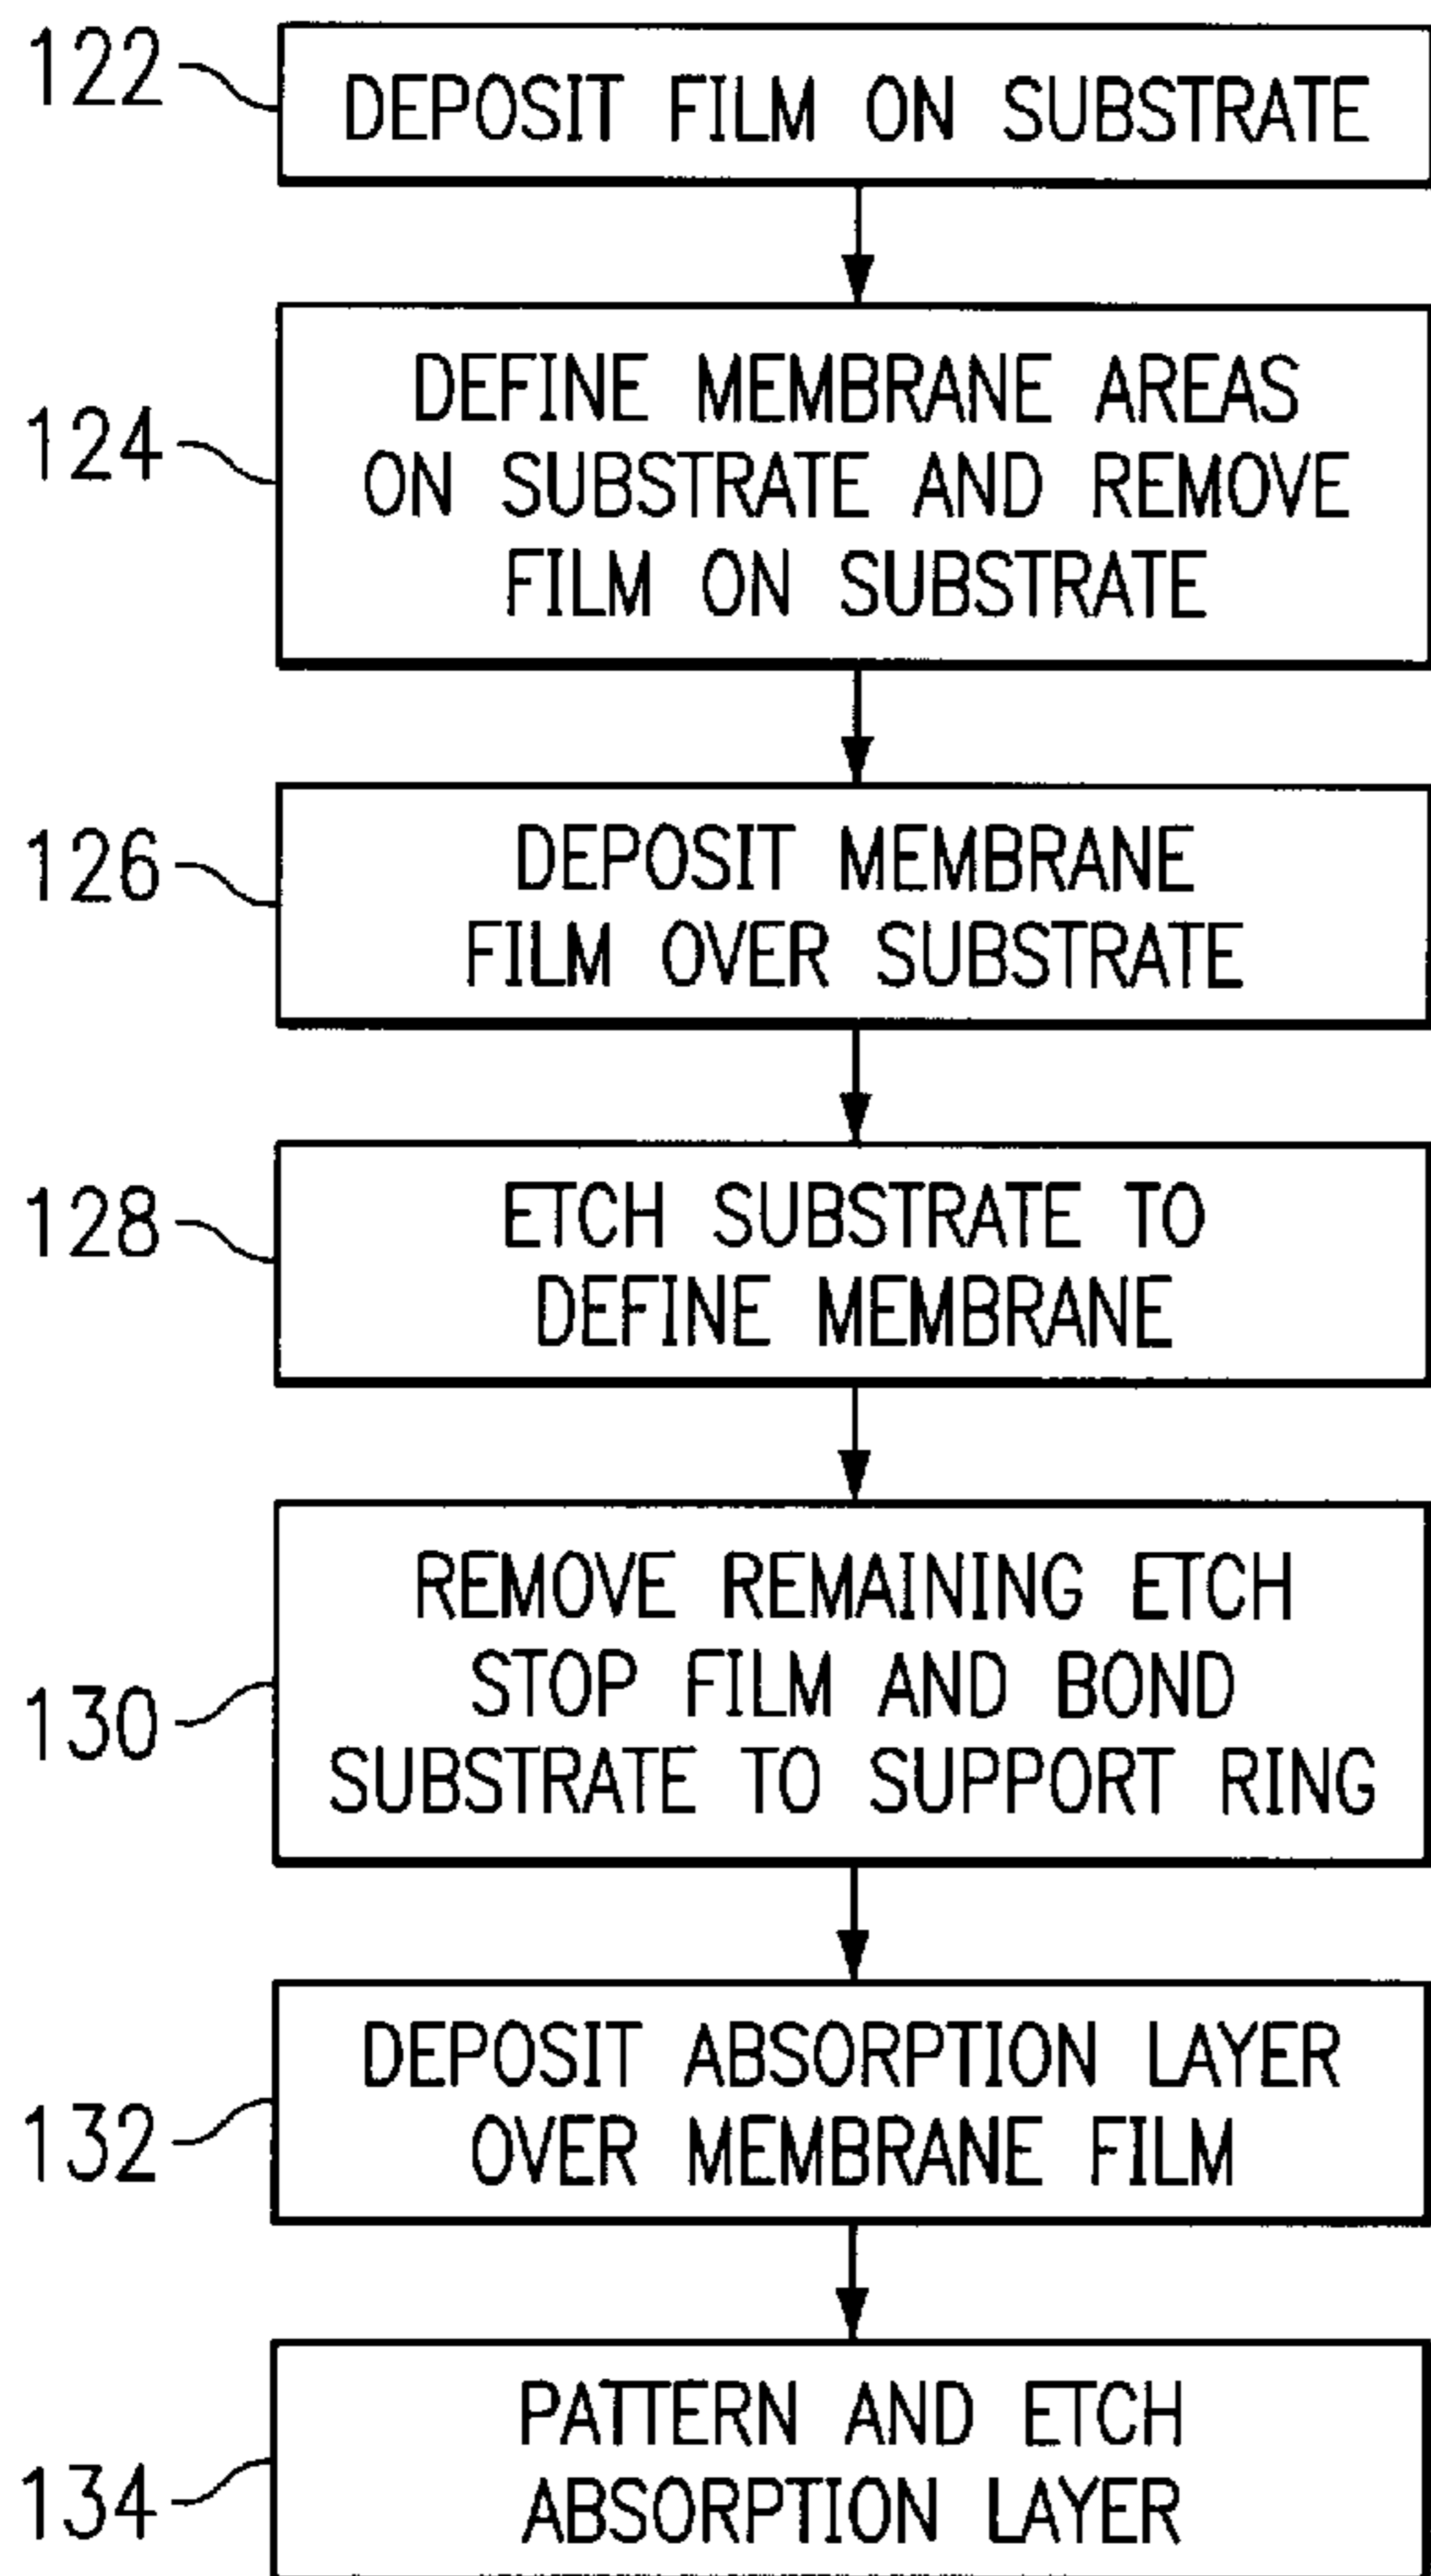 122
DEPOSIT FILM ON SUBSTRATE
124
DEFINE MEMBRANE AREAS
ON SUBSTRATE AND REMOVE
FILM ON SUBSTRATE
126
DEPOSIT MEMBRANE
FILM OVER SUBSTRATE
128
ETCH SUBSTRATE TO
DEFINE MEMBRANE
130
REMOVE REMAINING ETCH
STOP FILM AND BOND
SUBSTRATE TO SUPPORT RING
132
DEPOSIT ABSORPTION LAYER
OVER MEMBRANE FILM
134
PATTERN AND ETCH
ABSORPTION LAYER